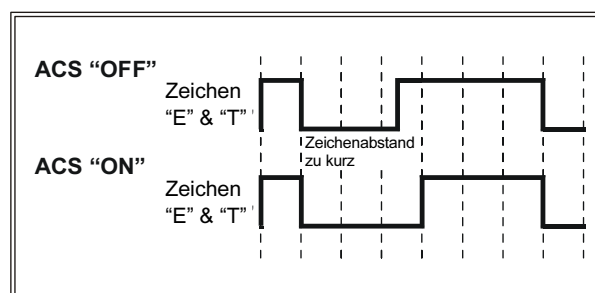 ACS “OFF”
Zeichen
“E” & “T”
Zeichenabstand
zu kurz
ACS “ON”
Zeichen
“E” & “T”